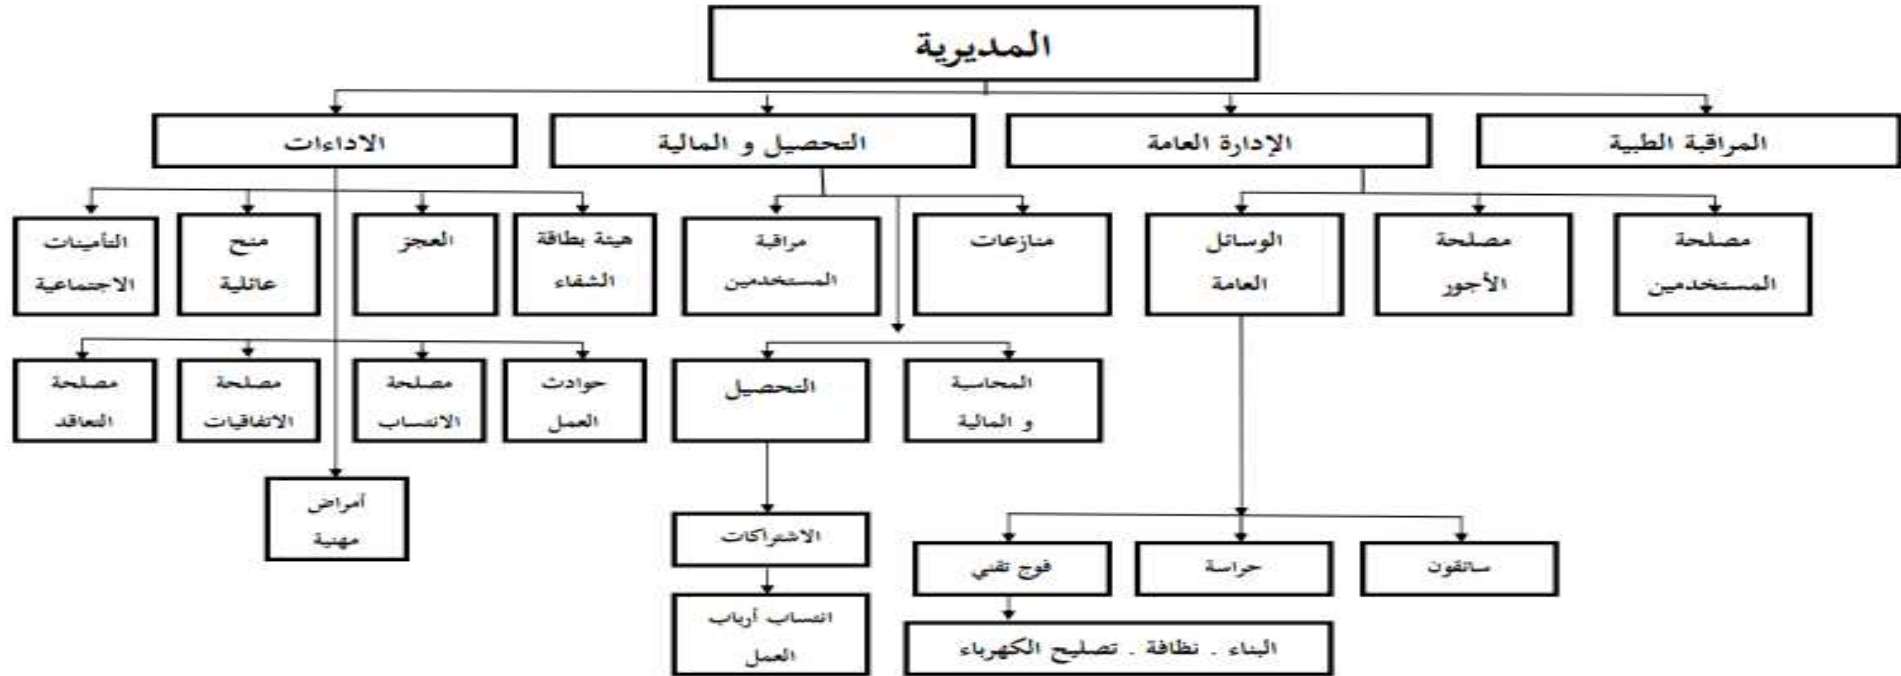 المديرية
المراقبة الطبية
الإدارة العامة
التحصيل و المالية
الاداءات
مصلحة
المستخدمين
مصلحة
الأجور
الوسائل
العامة
منازعات
مراقبة
المستخدمين
هيئة بطاقة
الشفاء
العجز
منح
عائلية
التأمينات
الاجتماعية
المحاسبة
و المالية
التحصيل
حوادث
العمل
مصلحة
الانتساب
مصلحة
الاتفاقيات
مصلحة
التعاقد
أمراض
مهنية
الاشتراكات
سائقون
حراسة
فوج تقني
انتساب أرباب
العمل
البناء . نظافة . تصليح الكهرباء